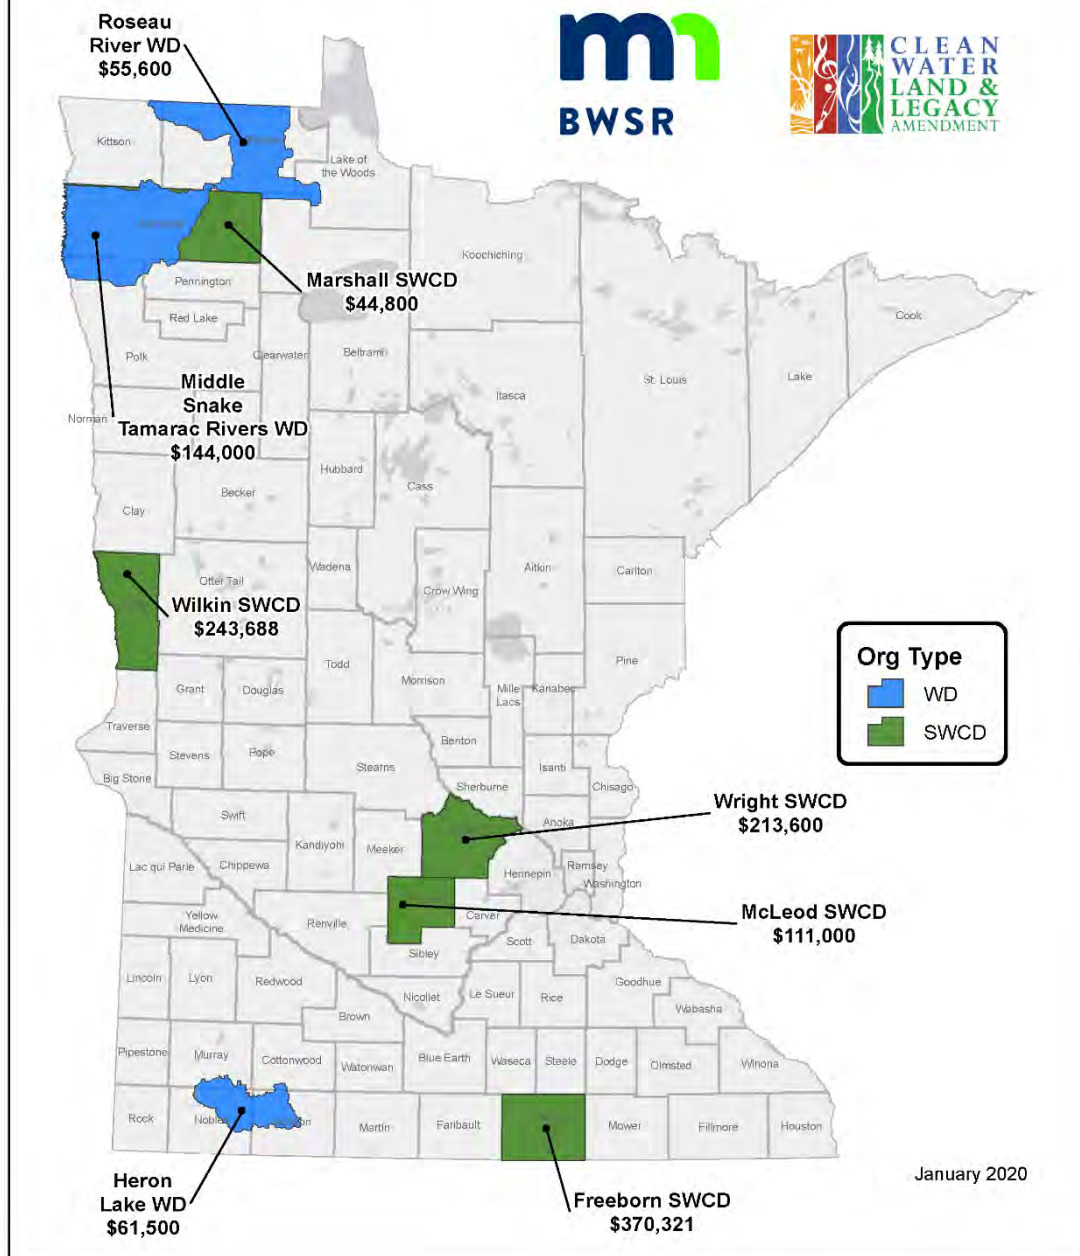 Roseau
River WD
$55,600
mn
BWSR
CLEAN
WATER
LAND &
LEGACY
AMENDMENT
Kittson
Lake of
the Woods
Koochiching
Marshall SWCD
$44,800
Pennington
Red Lake
Polk
Clearwater
Beltrami
Cook
Lake
St. Louis
Itasca
Middle
Snake
Tamarac Rivers WD
$144,000
Norman
Hubbard
Cass
Becker
Clay
Wadena
Otter Tail
Crow Wing
Aitkin
Carlton
Wilkin SWCD
$243,688
Todd
Morrison
Mille
Lacs
Kanabec
Pine
Org Type
WD
SWCD
Grant
Douglas
Traverse
Stevens
Pope
Stearns
Benton
Isanti
Big Stone
Sherburne
Chisago
Swift
Kandiyohi
Meeker
Anoka
Wright SWCD
$213,600
Lac qui Parle
Chippewa
Hennepin
Ramsey
Washington
McLeod SWCD
$111,000
Yellow
Medicine
Renville
Carver
Scott
Dakota
Sibley
Lincoln
Lyon
Redwood
Nicollet
Le Sueur
Rice
Goodhue
Wabasha
Brown
Pipestone
Murray
Cottonwood
Watonwan
Blue Earth
Waseca
Steele
Dodge
Olmsted
Winona
Rock
Martin
Faribault
Mower
Fillmore
Houston
January 2020
Heron
Lake WD
$61,500
Freeborn SWCD
$370,321